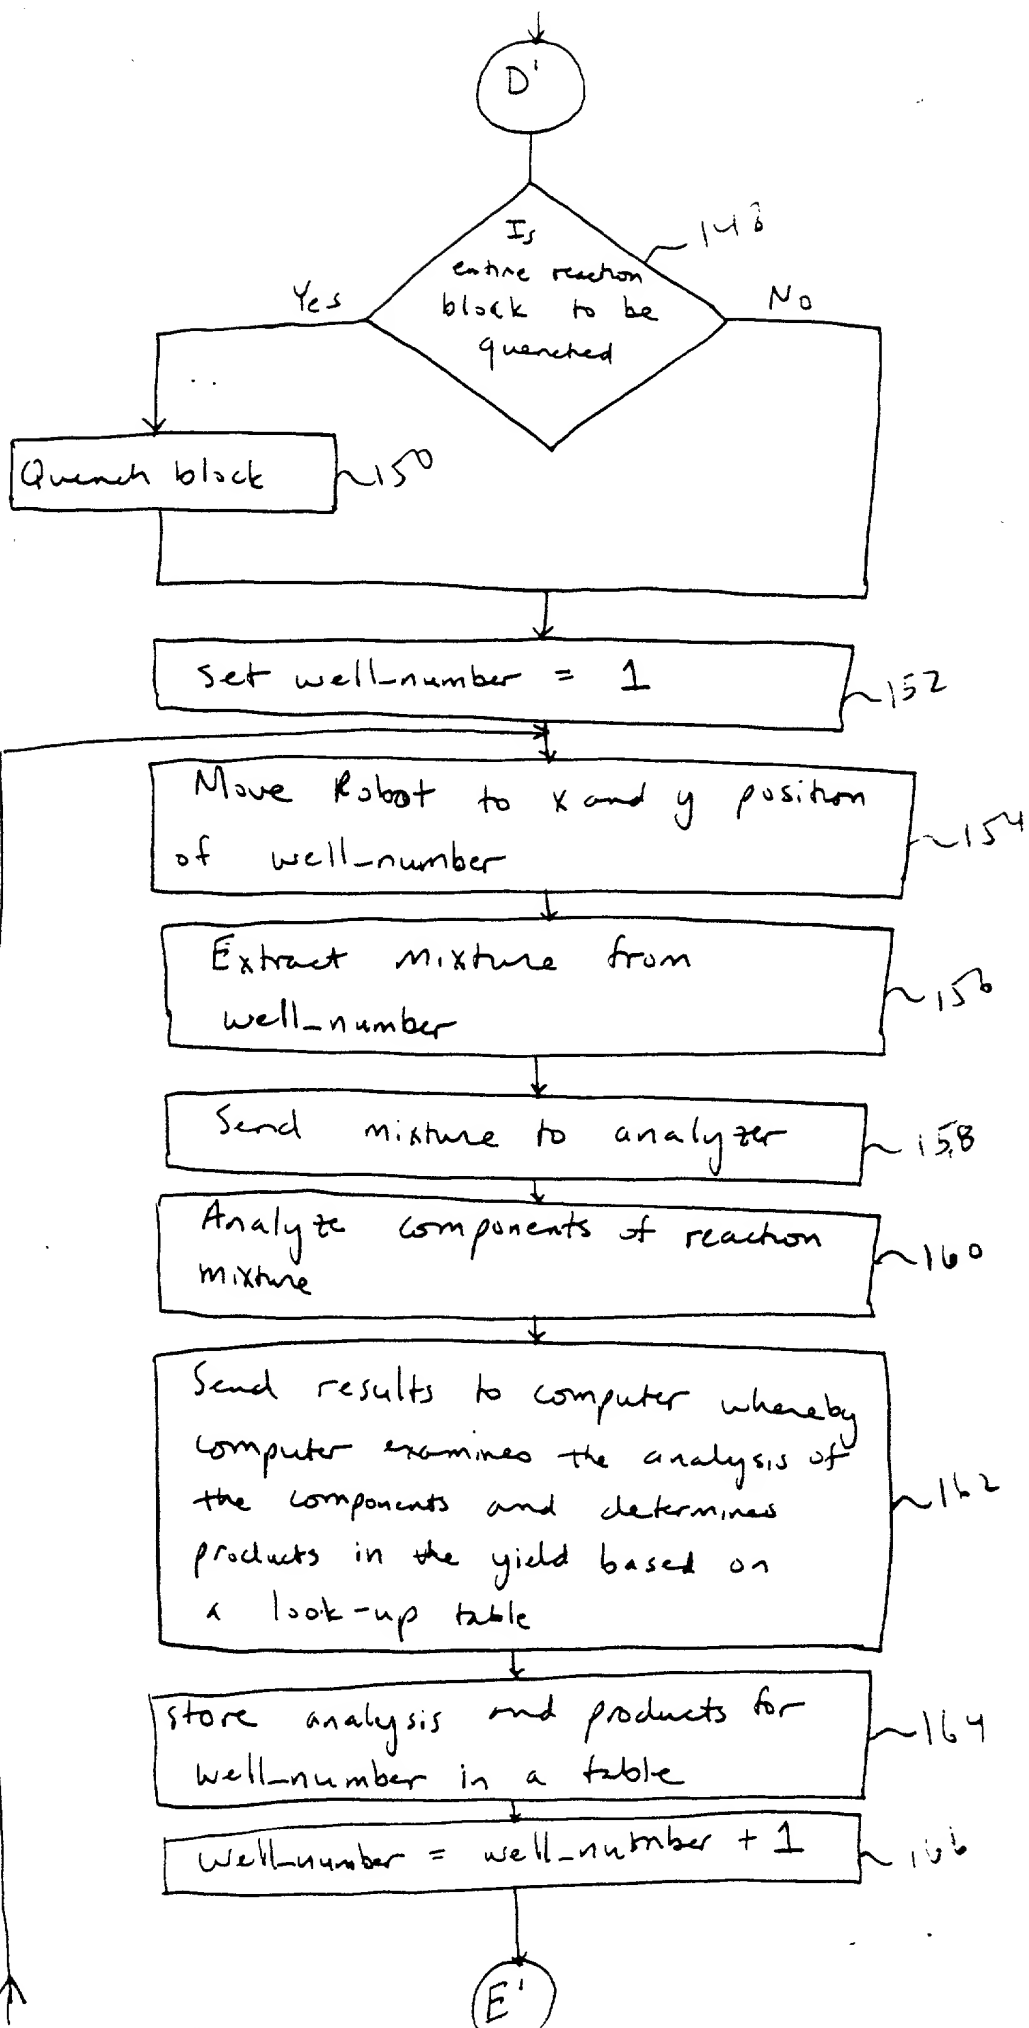 D'
Is
entire reaction
block to be
quenched
148
Yes
No
Quench block
150
set well_number = 1
152
Move Robot to x and y position
of well_number
154
Extract mixture from
well_number
156
Send mixture to analyzer
158
Analyze components of reaction
mixture
160
Send results to computer whereby
computer examines the analysis of
the components and determines
products in the yield based on
a look-up table
162
store analysis and products for
well_number in a table
164
well_number = well_number + 1
166
E'